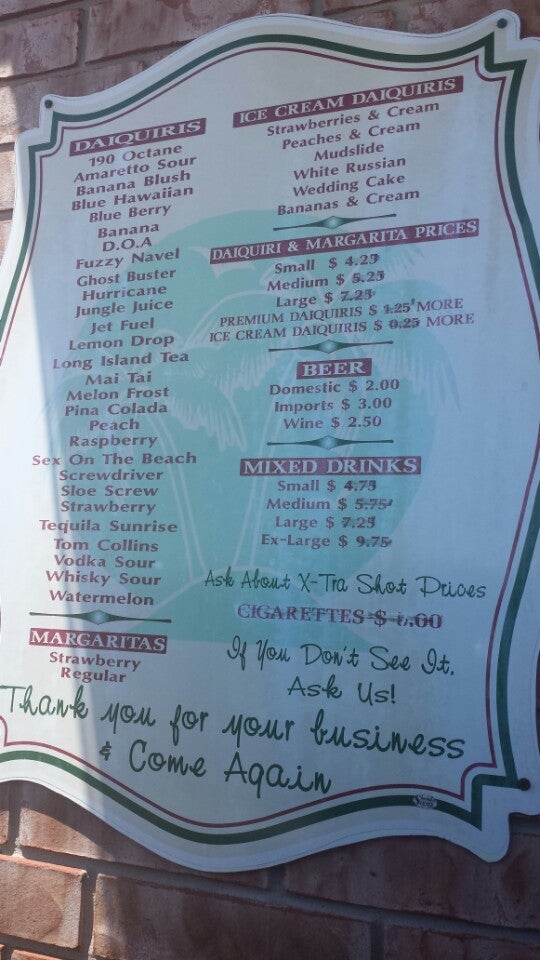 DAIQUIRIS
190 Octane
Amaretto Sour
Banana Blush
Blue Hawaiian
Blue Berry
Banana
D.O.A
Fuzzy Navel
Ghost Buster
Hurricane
Jungle Juice
Jet Fuel
Lemon Drop
Long Island Tea
Mai Tai
Melon Frost
Pina Colada
Peach
Raspberry
Sex On The Beach
Screwdriver
Sloe Screw
Strawberry
Tequila Sunrise
Tom Collins
Vodka Sour
Whisky Sour
Watermelon
MARGARITAS
Strawberry
Regular
ICE CREAM DAIQUIRIS
Strawberries & Cream
Peaches & Cream
Mudslide
White Russian
Wedding Cake
Bananas & Cream
DAIQUIRI & MARGARITA PRICES
Small $ 4.25
Medium $ 5.25
Large $ 7.25
PREMIUM DAIQUIRIS $ 1.25 MORE
ICE CREAM DAIQUIRIS $ 0.25 MORE
BEER
Domestic $ 2.00
Imports $ 3.00
Wine $ 2.50
MIXED DRINKS
Small $ 4.75
Medium $ 5.75
Large $ 7.25
Ex-Large $ 9.75
Ask About X-Tra Shot Prices
CIGARETTES $
If You Don't See It,
Ask Us!
Thank you for your business
& Come Again